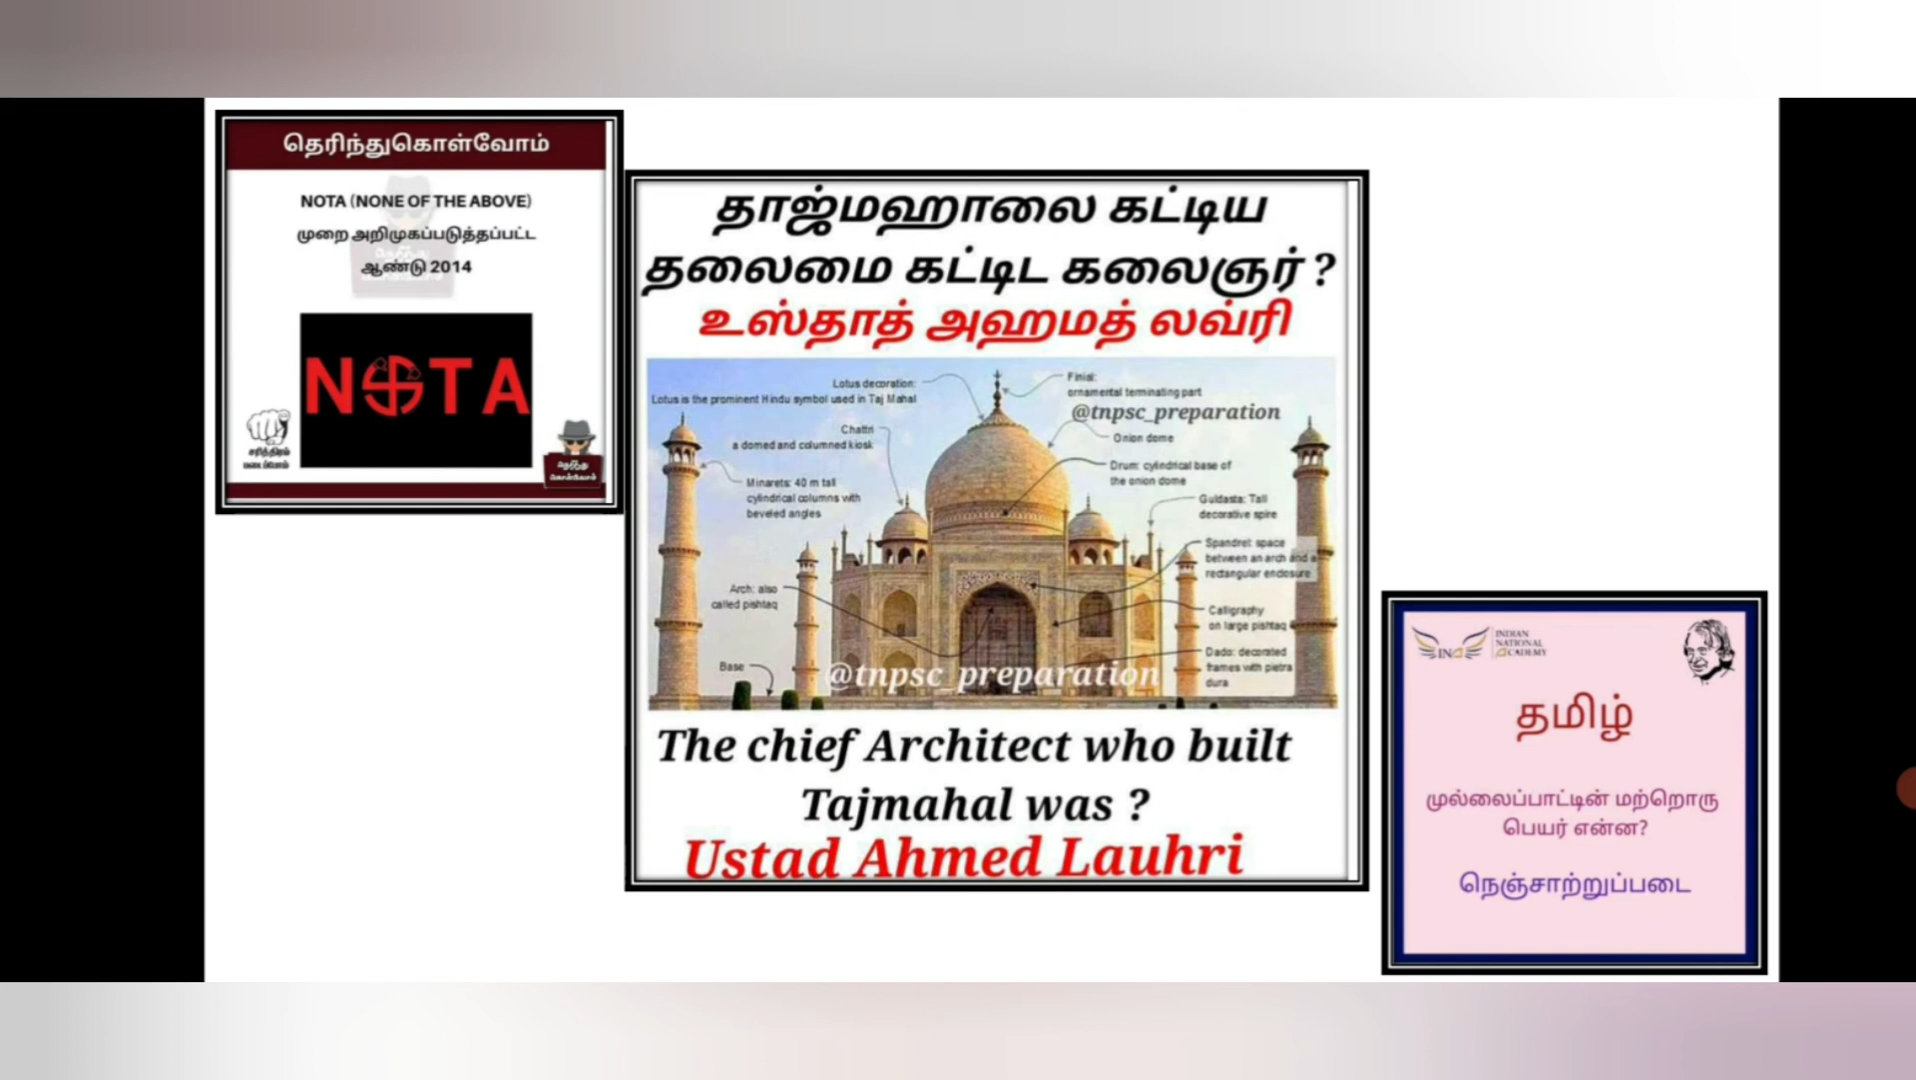 தெரிந்துகொள்வோம்
NOTA (NONE OF THE ABOVE)
முறை அறிமுகப்படுத்தப்பட்ட
ஆண்டு 2014
NOTA
சரித்திரம்
படைப்போம்
தெரிந்து
கொள்வோம்
தாஜ்மஹாலை கட்டிய
தலைமை கட்டிட கலைஞர் ?
உஸ்தாத் அஹமத் லவ்ரி
Lotus decoration:
Lotus is the prominent Hindu symbol used in Taj Mahal
Finial:
ornamental terminating part
@tnpsc_preparation
Chattri
a domed and columned kiosk
Onion dome
Drum: cylindrical base of
the onion dome
Minarets: 40 m tall
cylindrical columns with
beveled angles
Guldasta: Tall
decorative spire
Spandrel: space
between an arch and a
rectangular enclosure
Arch: also
called pishtaq
Calligraphy
on large pishtaq
Dado: decorated
frames with pietra
dura
Base
@tnpsc_preparation
The chief Architect who built
Tajmahal was ?
Ustad Ahmed Lauhri
INA
INDIAN
NATIONAL
ACADEMY
தமிழ்
முல்லைப்பாட்டின் மற்றொரு
பெயர் என்ன?
நெஞ்சாற்றுப்படை